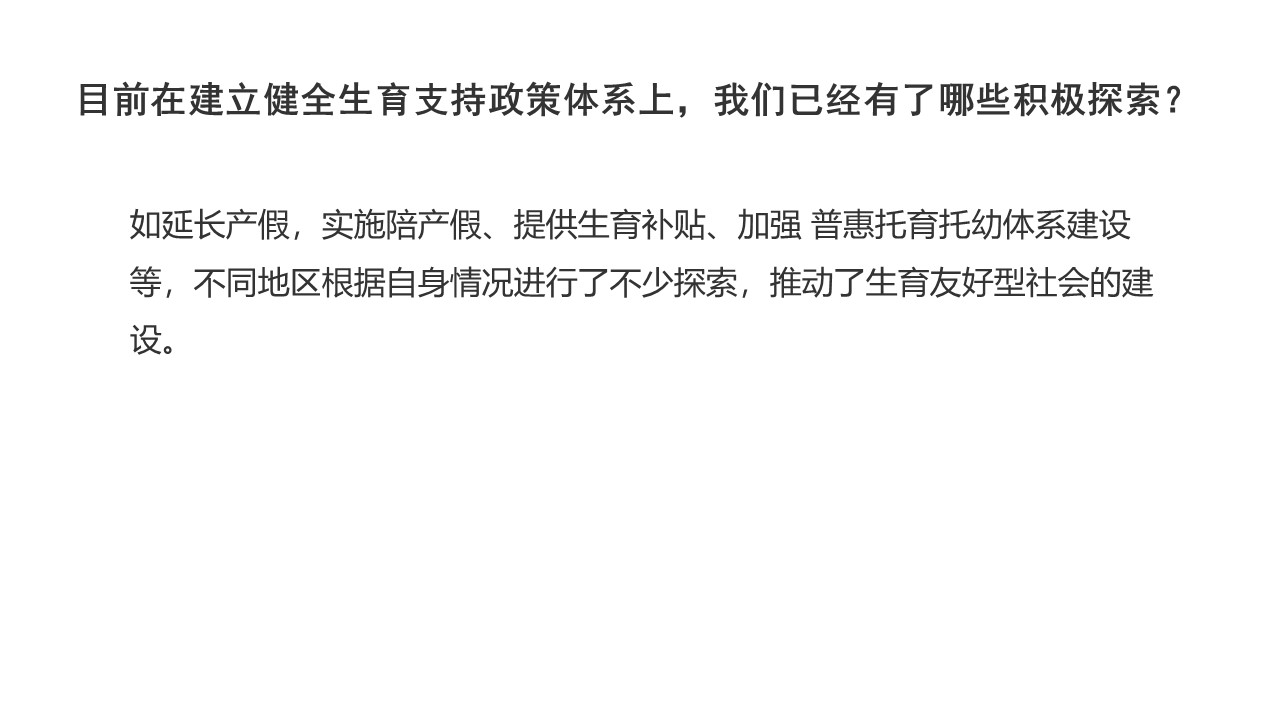 目前在建立健全生育支持政策体系上，我们已经有了哪些积极探索？
如延长产假，实施陪产假、提供生育补贴、加强 普惠托育托幼体系建设
等，不同地区根据自身情况进行了不少探索，推动了生育友好型社会的建
设。